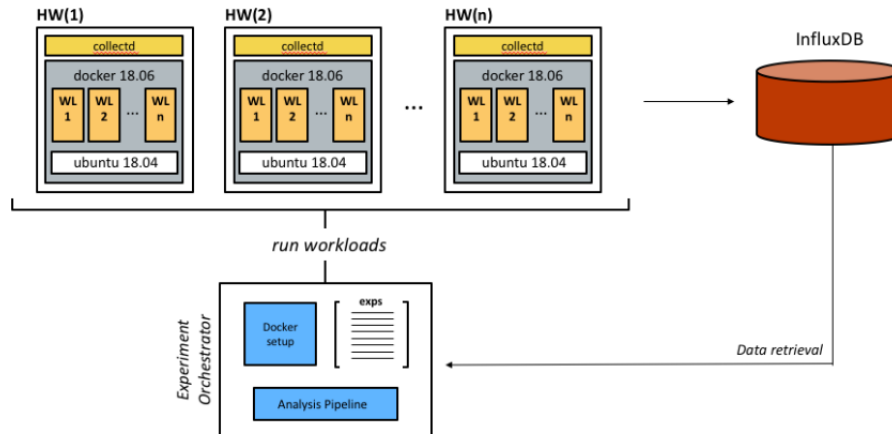 HW(1)
HW(2)
HW(n)
collectd
collectd
collectd
InfluxDB
docker 18.06
docker 18.06
docker 18.06
WL 1
WL 2
...
WL n
WL 1
WL 2
...
WL n
...
WL 1
WL 2
...
WL n
ubuntu 18.04
ubuntu 18.04
ubuntu 18.04
run workloads
Experiment
Orchestrator
Docker
setup
exps
Data retrieval
Analysis Pipeline